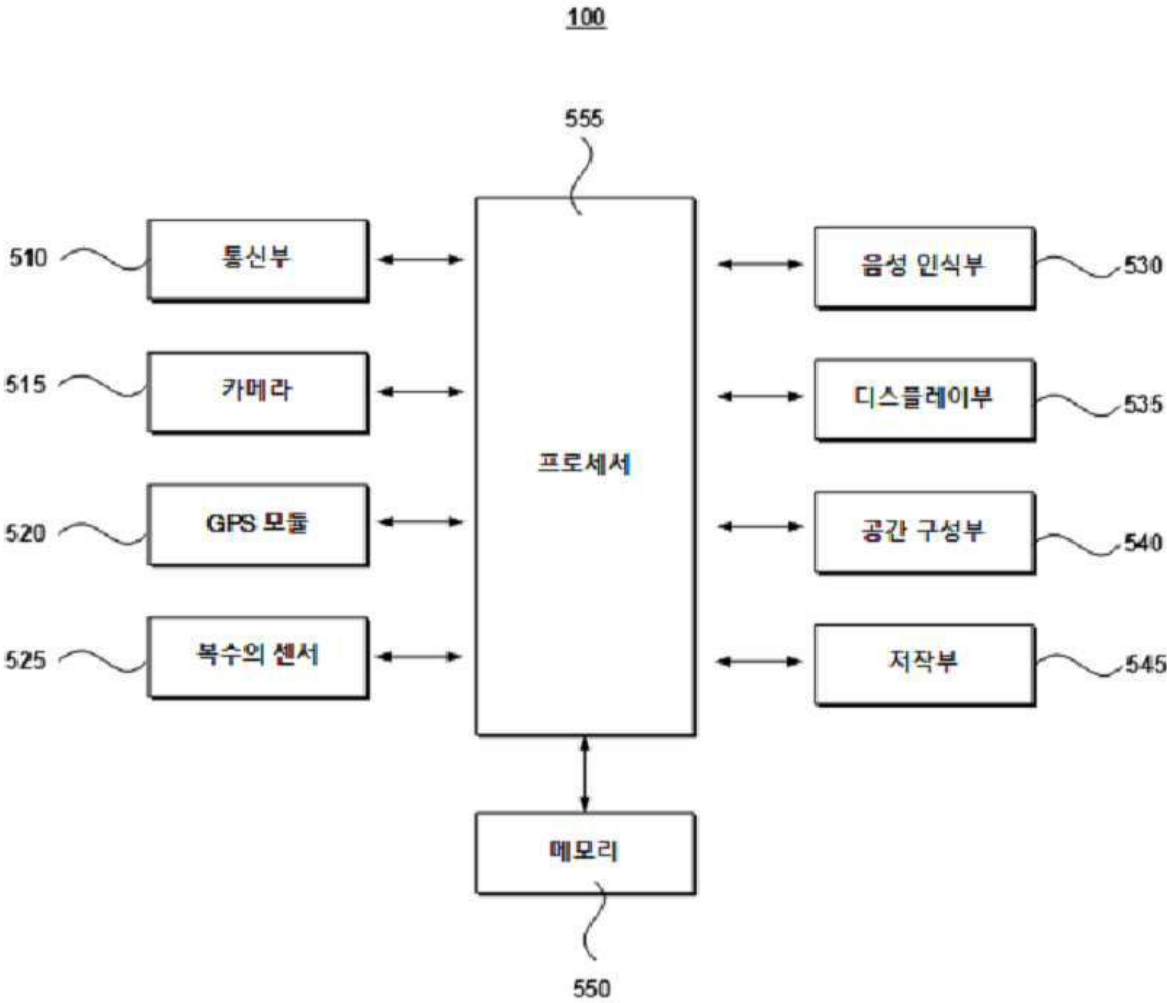 100
555
510
통신부
음성 인식부
530
515
카메라
디스플레이부
535
프로세서
520
GPS 모듈
공간 구성부
540
525
복수의 센서
저작부
545
메모리
550